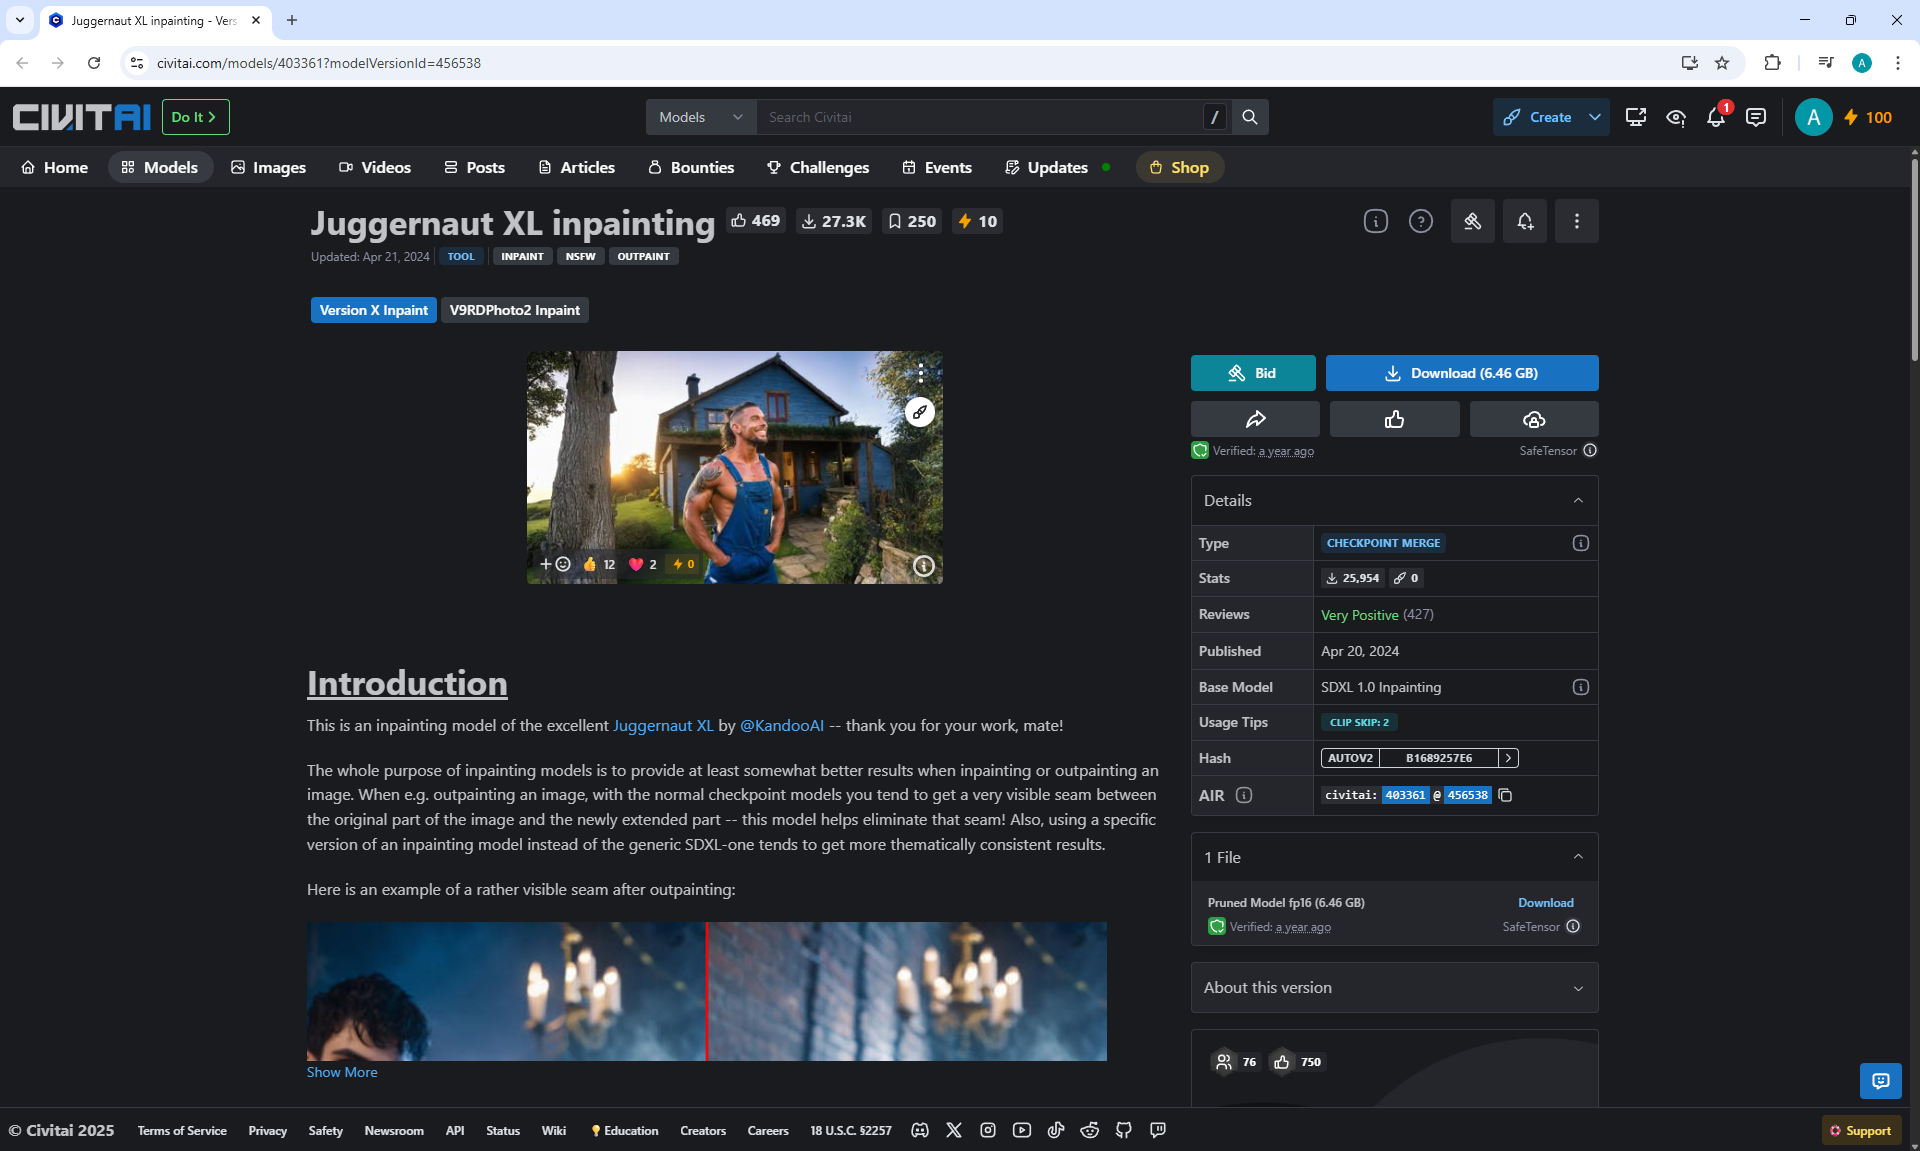 Juggernaut XL inpainting - Vers
civitai.com/models/403361?modelVersionId=456538
A
CIVITAI
Do It
Models
Search Civitai
/
Create
1
A
100
Home
Models
Images
Videos
Posts
Articles
Bounties
Challenges
Events
Updates
Shop
Juggernaut XL inpainting
469
27.3K
250
10
Updated: Apr 21, 2024
TOOL
INPAINT
NSFW
OUTPAINT
Version X Inpaint
V9RDPhoto2 Inpaint
12
2
0
Bid
Download (6.46 GB)
Verified: a year ago
SafeTensor
Details
Type
CHECKPOINT MERGE
Stats
25,954
0
Reviews
Very Positive (427)
Published
Apr 20, 2024
Base Model
SDXL 1.0 Inpainting
Usage Tips
CLIP SKIP: 2
Hash
AUTOV2
B1689257E6
AIR
civitai: 403361 @ 456538
1 File
Pruned Model fp16 (6.46 GB)
Download
Verified: a year ago
SafeTensor
About this version
76
750
Introduction
This is an inpainting model of the excellent Juggernaut XL by @KandooAI -- thank you for your work, mate!
The whole purpose of inpainting models is to provide at least somewhat better results when inpainting or outpainting an
image. When e.g. outpainting an image, with the normal checkpoint models you tend to get a very visible seam between
the original part of the image and the newly extended part -- this model helps eliminate that seam! Also, using a specific
version of an inpainting model instead of the generic SDXL-one tends to get more thematically consistent results.
Here is an example of a rather visible seam after outpainting:
Show More
© Civitai 2025
Terms of Service
Privacy
Safety
Newsroom
API
Status
Wiki
Education
Creators
Careers
18 U.S.C. §2257
Support